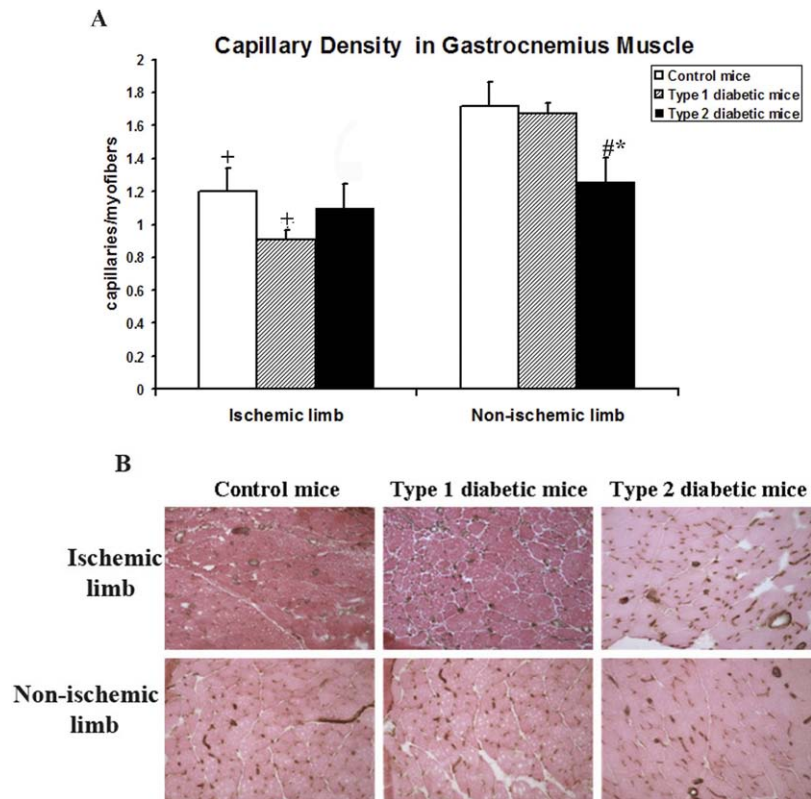 A
Capillary Density in Gastrocnemius Muscle
Control mice
Type 1 diabetic mice
Type 2 diabetic mice
capillaries/myofibers
2
1.8
1.6
1.4
1.2
1
0.8
0.6
0.4
0.2
0
+
+
#*
Ischemic limb
Non-ischemic limb
B
Control mice
Type 1 diabetic mice
Type 2 diabetic mice
Ischemic
limb
Non-ischemic
limb